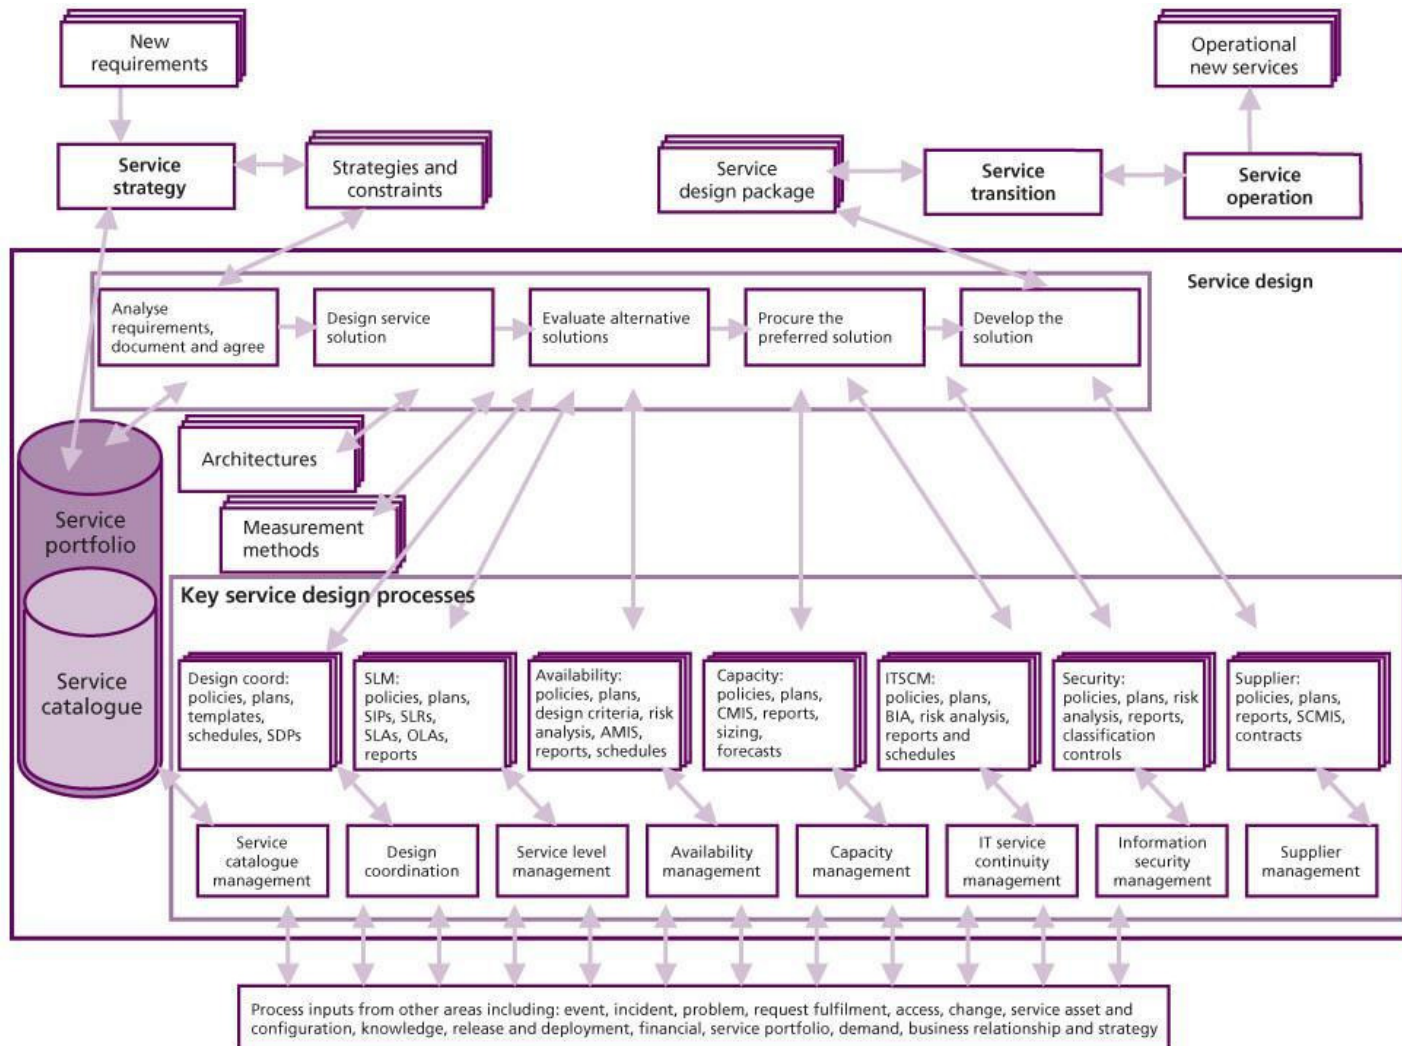 New
requirements
Operational
new services
Service
strategy
Strategies and
constraints
Service
design package
Service
transition
Service
operation
Service design
Analyse
requirements,
document and agree
Design service
solution
Evaluate alternative
solutions
Procure the
preferred solution
Develop the
solution
Architectures
Measurement
methods
Service
portfolio
Service
catalogue
Key service design processes
Design coord:
policies, plans,
templates,
schedules, SDPs
SLM:
policies, plans,
SIPs, SLRs,
SLAs, OLAs,
reports
Availability:
policies, plans,
design criteria, risk
analysis, AMIS,
reports, schedules
Capacity:
policies, plans,
CMIS, reports,
sizing,
forecasts
ITSCM:
policies, plans,
BIA, risk analysis,
reports and
schedules
Security:
policies, plans, risk
analysis, reports,
classification
controls
Supplier:
policies, plans,
reports, SCMIS,
contracts
Service
catalogue
management
Design
coordination
Service level
management
Availability
management
Capacity
management
IT service
continuity
management
Information
security
management
Supplier
management
Process inputs from other areas including: event, incident, problem, request fulfilment, access, change, service asset and
configuration, knowledge, release and deployment, financial, service portfolio, demand, business relationship and strategy